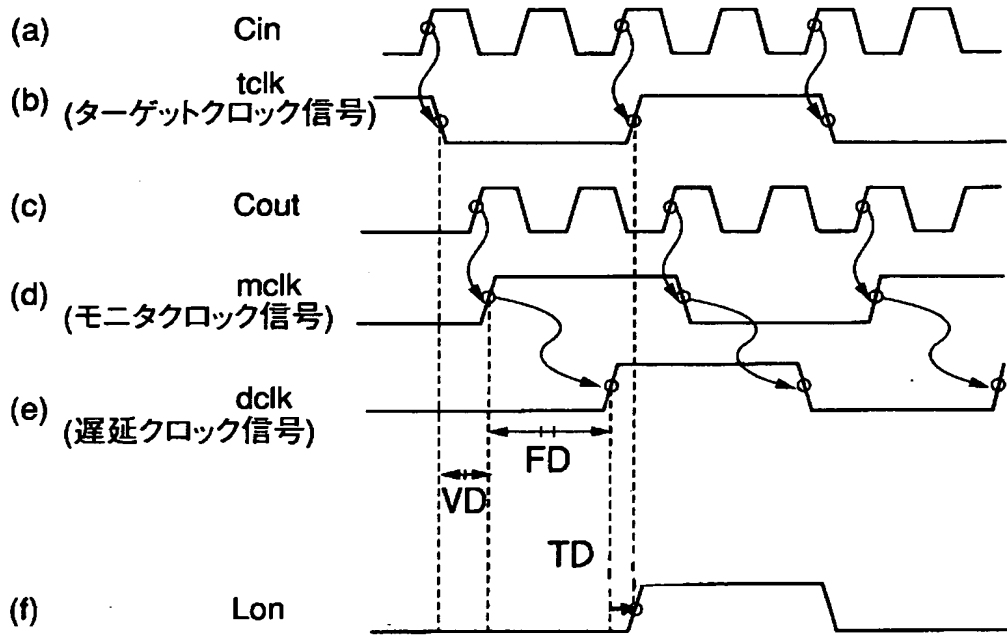 (a) Cin
(b) tclk
(ターゲットクロック信号)
(c) Cout
(d) mclk
(モニタクロック信号)
(e) dclk
(遅延クロック信号)
FD
VD
TD
(f) Lon